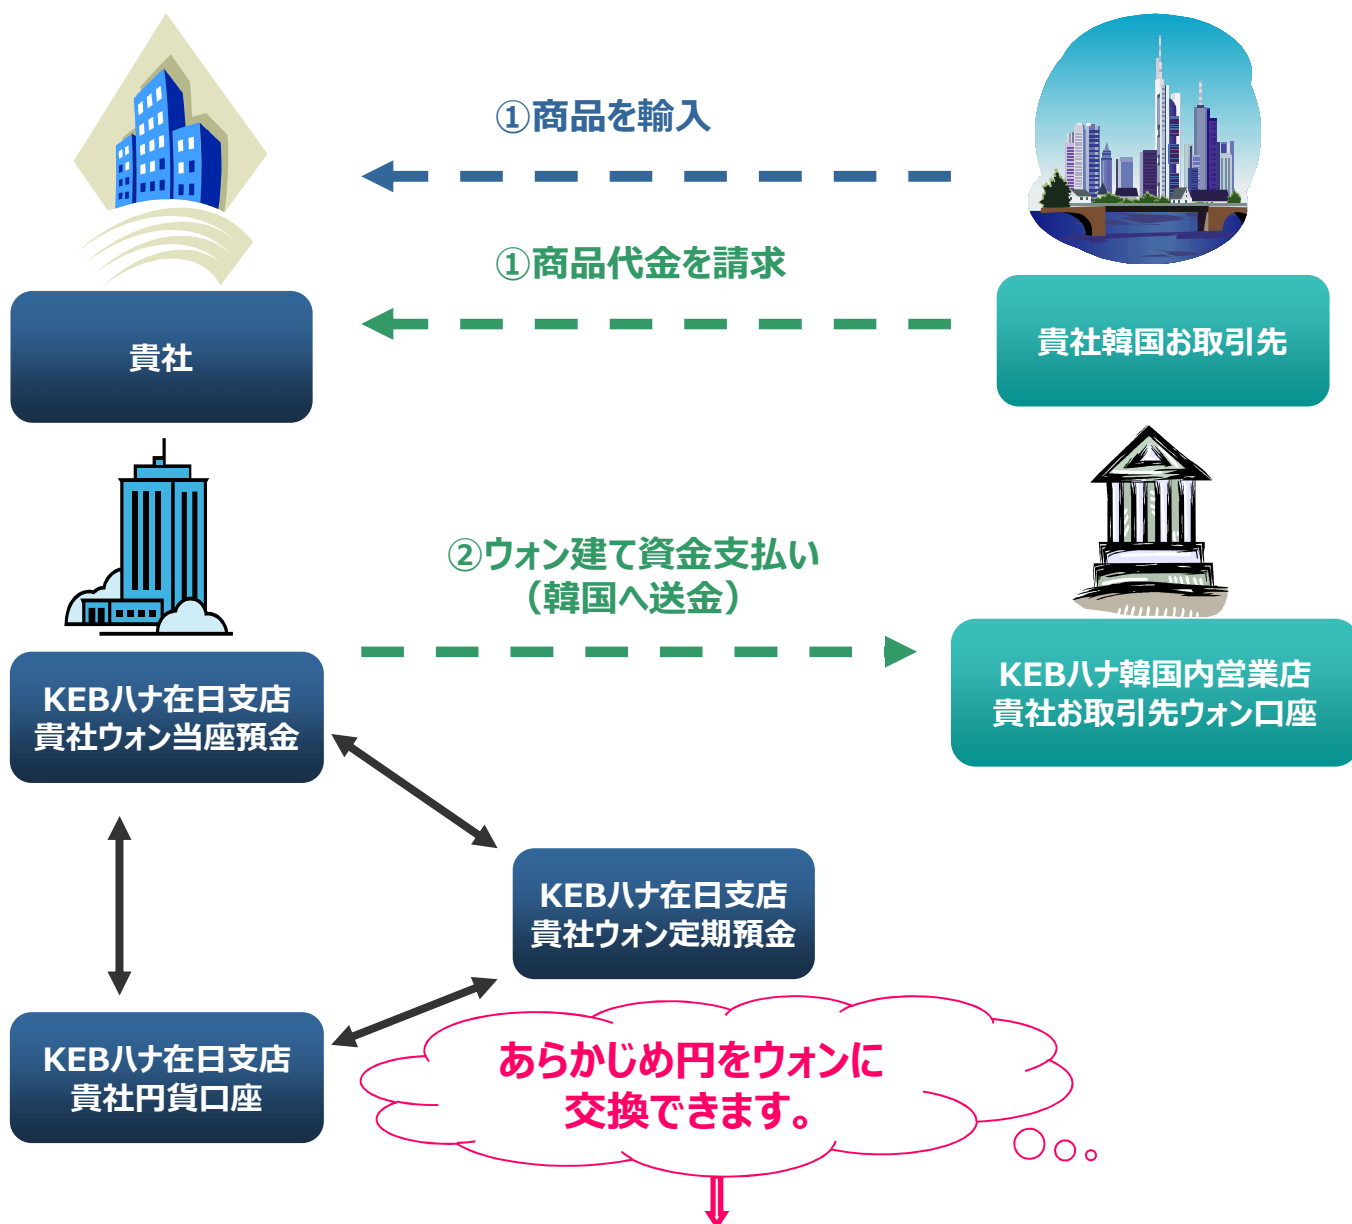 ①商品を輸入
①商品代金を請求
貴社
貴社韓国お取引先
②ウォン建て資金支払い
（韓国へ送金）
KEBハナ在日支店
貴社ウォン当座預金
KEBハナ韓国内営業店
貴社お取引先ウォン口座
KEBハナ在日支店
貴社ウォン定期預金
KEBハナ在日支店
貴社円貨口座
あらかじめ円をウォンに
交換できます。